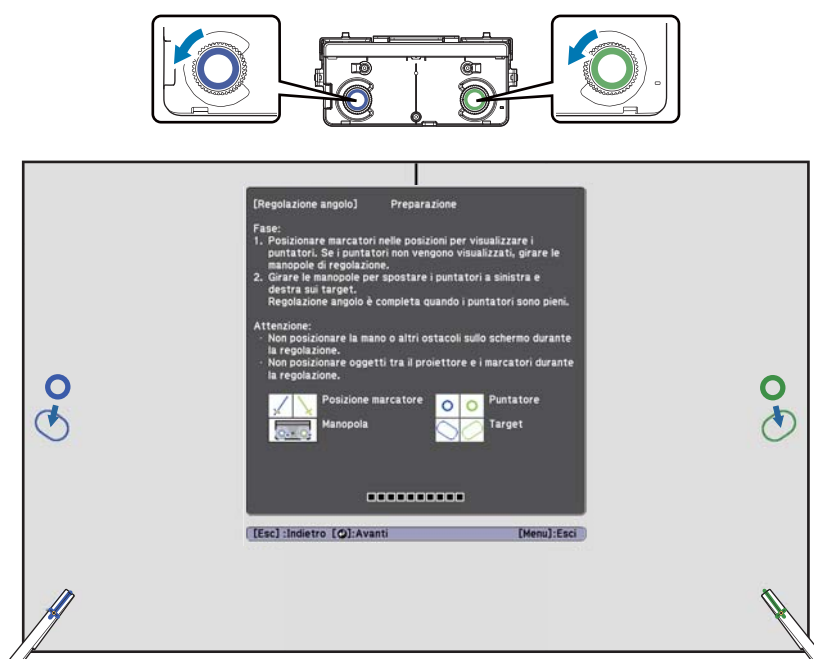 [Regolazione angolo] Preparazione
Fase:
1. Posizionare marcatori nelle posizioni per visualizzare i
puntatori. Se i puntatori non vengono visualizzati, girare le
manopole di regolazione.
2. Girare le manopole per spostare i puntatori a sinistra e
destra sui target.
Regolazione angolo è completa quando i puntatori sono pieni.
Attenzione:
· Non posizionare la mano o altri ostacoli sullo schermo durante
la regolazione.
· Non posizionare oggetti tra il proiettore e i marcatori durante
la regolazione.
Posizione marcatore
Puntatore
Manopola
Target
[Esc] :Indietro [⏎]:Avanti [Menu]:Esci